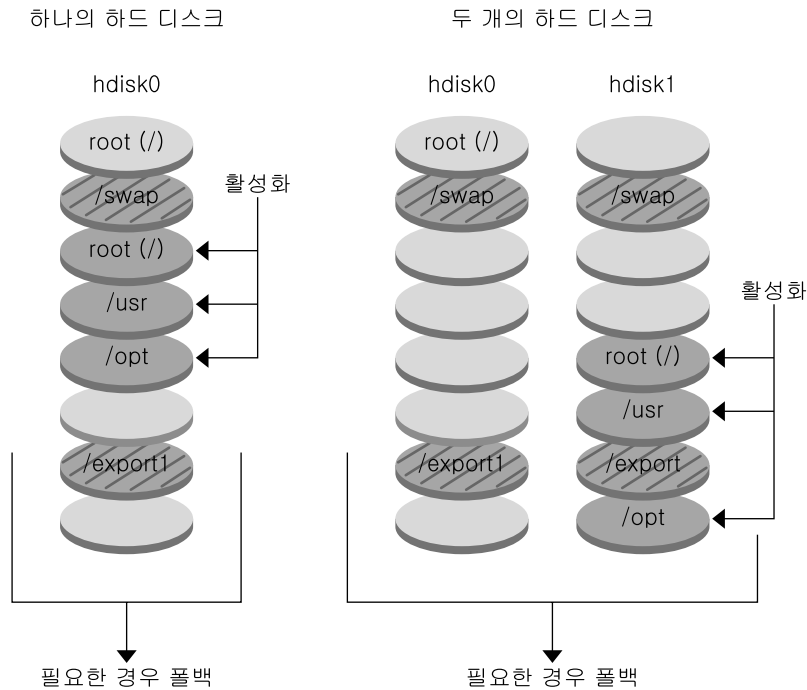 하나의 하드 디스크
hdisk0
root (/)
/swap
활성화
root (/)
/usr
/opt
/export1
필요한 경우 폴백
두 개의 하드 디스크
hdisk0
hdisk1
root (/)
/swap
/swap
활성화
root (/)
/usr
/export1
/export
/opt
필요한 경우 폴백